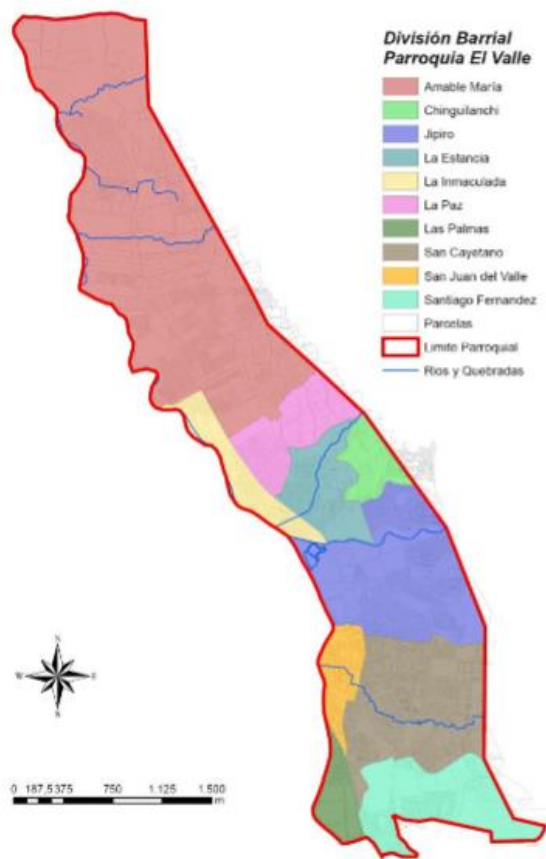 División Barrial
Parroquia El Valle
Amable María
Chinguilanchi
Jipiro
La Estancia
La Inmaculada
La Paz
Las Palmas
San Cayetano
San Juan del Valle
Santiago Fernandez
Parcelas
Limite Parroquial
Rios y Quebradas
N
W
E
S
0 187,5 375 750 1.125 1.500
m